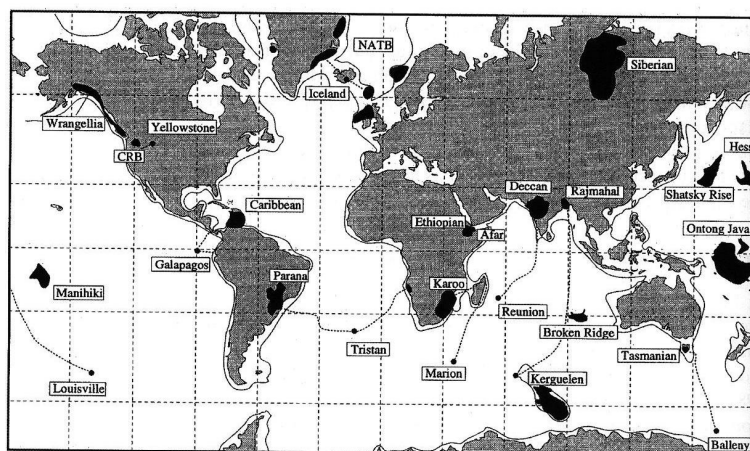 NATB
Siberian
Iceland
Wrangellia
Yellowstone
CRB
Hess
Deccan
Rajmahal
Shatsky Rise
Caribbean
Ethiopian
Afar
Ontong Java
Galapagos
Parana
Karoo
Manihiki
Reunion
Broken Ridge
Tristan
Tasmanian
Marion
Louisville
Kerguelen
Balleny